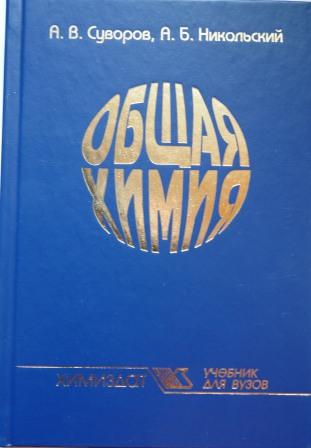 А. В. Суворов, А. Б. Никольский
ОБЩАЯ
ХИМИЯ
ХИМИЗДАТ
УЧЕБНИК
ДЛЯ ВУЗОВ